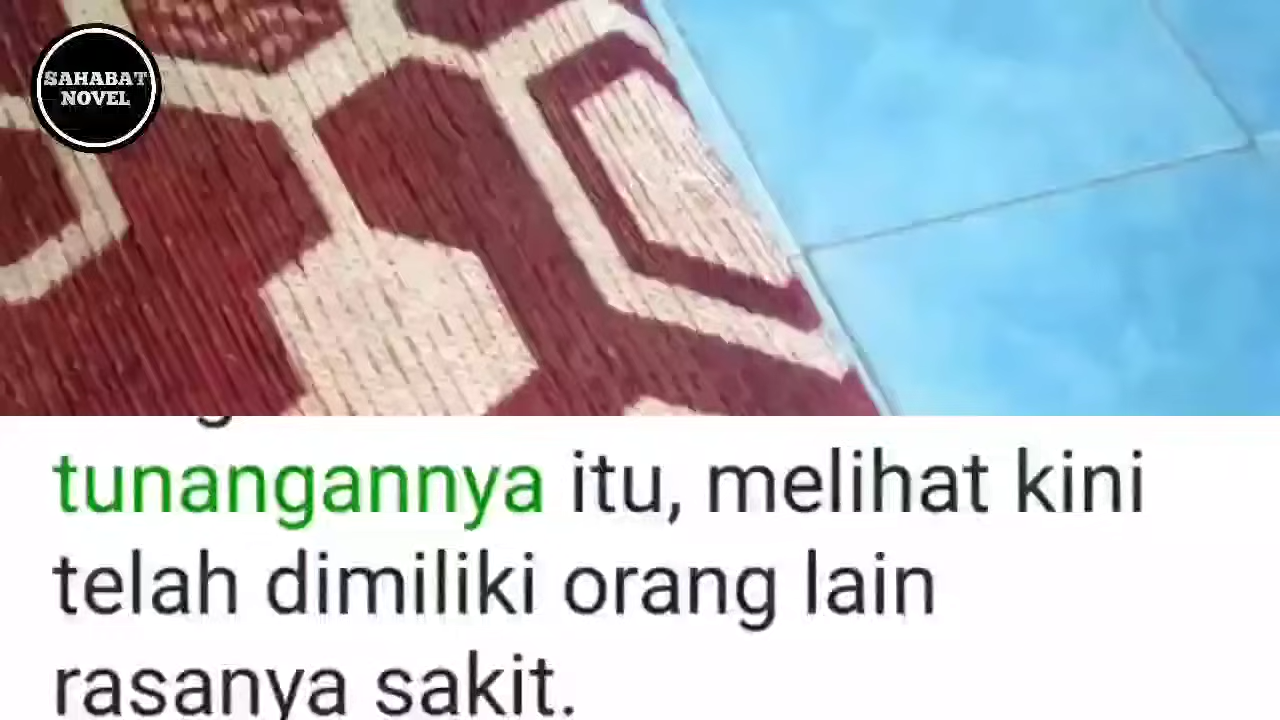 SAHABAT
NOVEL
tunangannya itu, melihat kini
telah dimiliki orang lain
rasanya sakit.